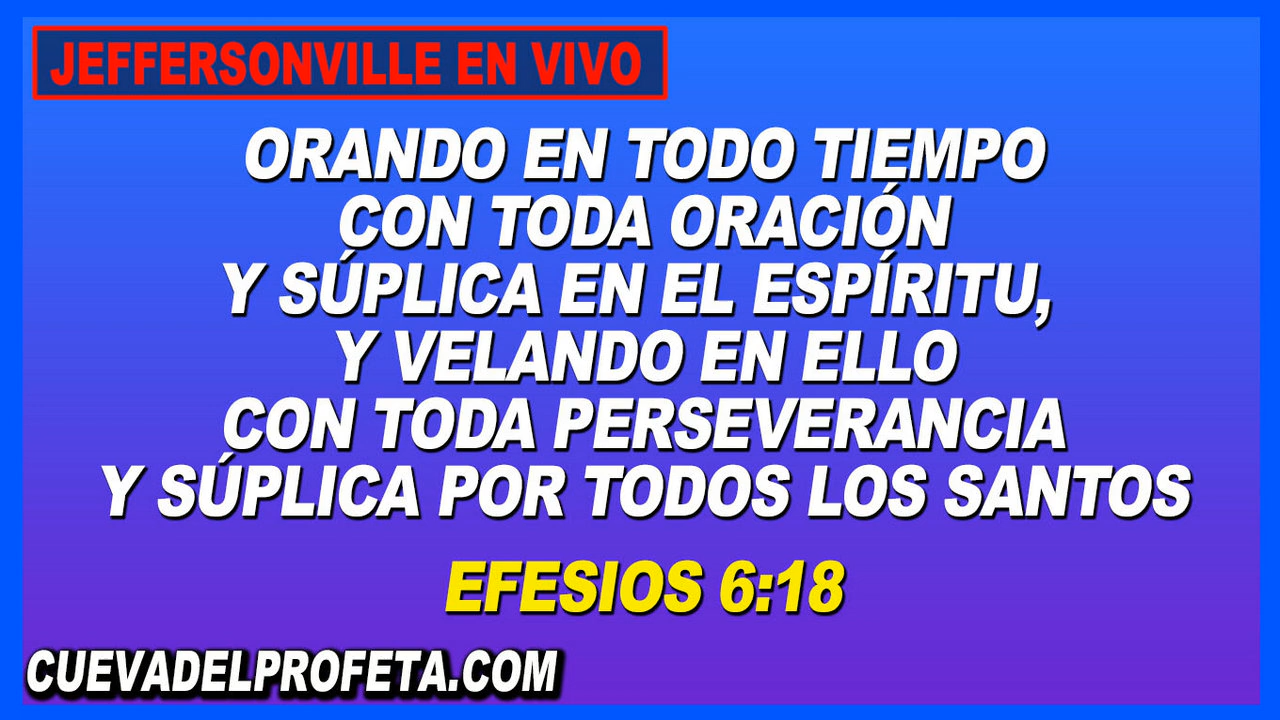 JEFFERSONVILLE EN VIVO
ORANDO EN TODO TIEMPO
CON TODA ORACIÓN
Y SÚPLICA EN EL ESPÍRITU,
Y VELANDO EN ELLO
CON TODA PERSEVERANCIA
Y SÚPLICA POR TODOS LOS SANTOS
EFESIOS 6:18
CUEVADELPROFETA.COM